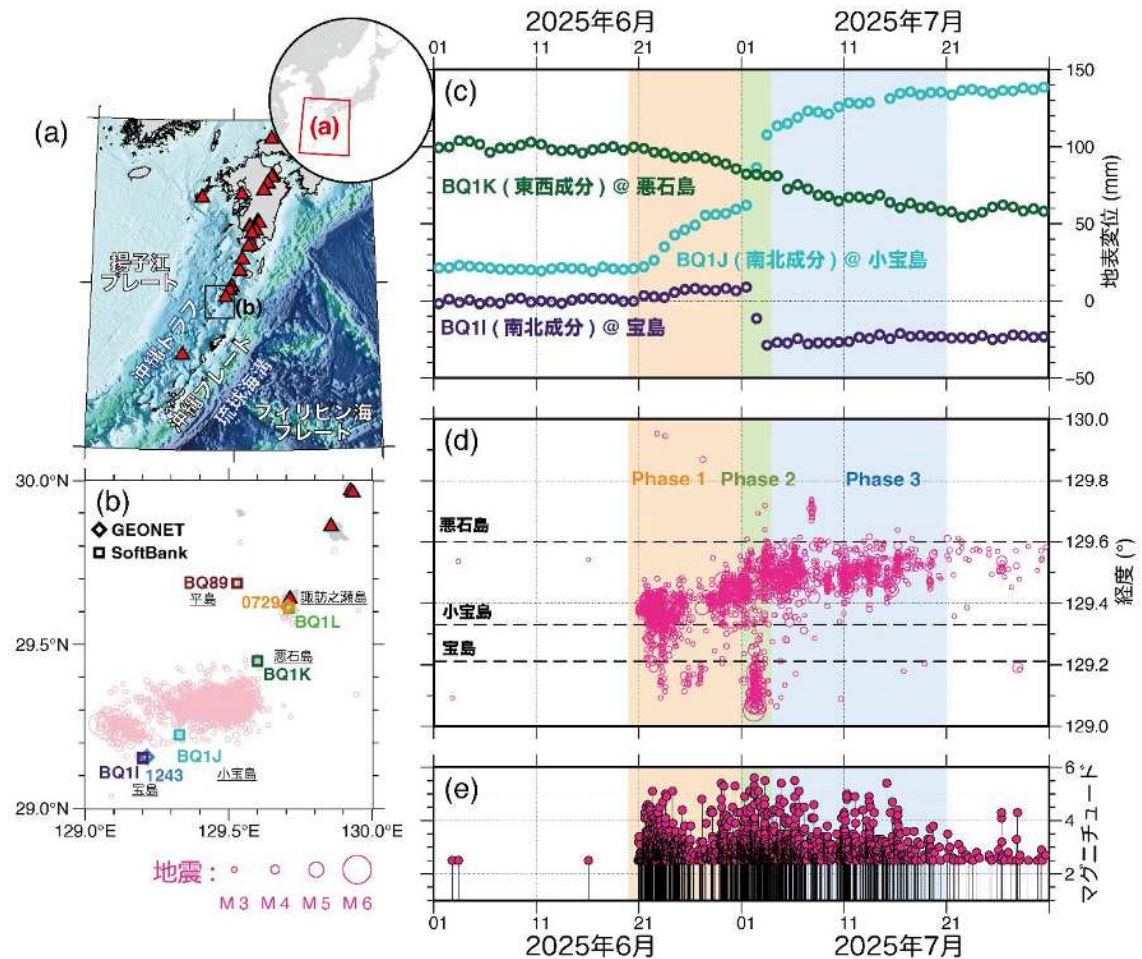 (a)
(a)
揚子江
プレート
(b)
沖縄トラフ
沖縄プレート
琉球海溝
フィリピン海
プレート
(b)
30.0°N
29.5°N
29.0°N
129.0°E
129.5°E
130.0°E
GEONET
SoftBank
BQ89
平島
0729
諏訪之瀬島
BQ1L
悪石島
BQ1K
BQ1J
小宝島
BQ1I
1243
宝島
地震：
M3 M4 M5 M6
2025年6月
2025年7月
01 11 21 01 11 21
(c)
BQ1K (東西成分) @ 悪石島
BQ1J (南北成分) @ 小宝島
BQ1I (南北成分) @ 宝島
150
100
50
0
−50
地表変位 (mm)
(d)
Phase 1
Phase 2
Phase 3
悪石島
小宝島
宝島
130.0
129.8
129.6
129.4
129.2
129.0
経度 (°)
(e)
6
4
2
マグニチュード
01 11 21 01 11 21
2025年6月
2025年7月